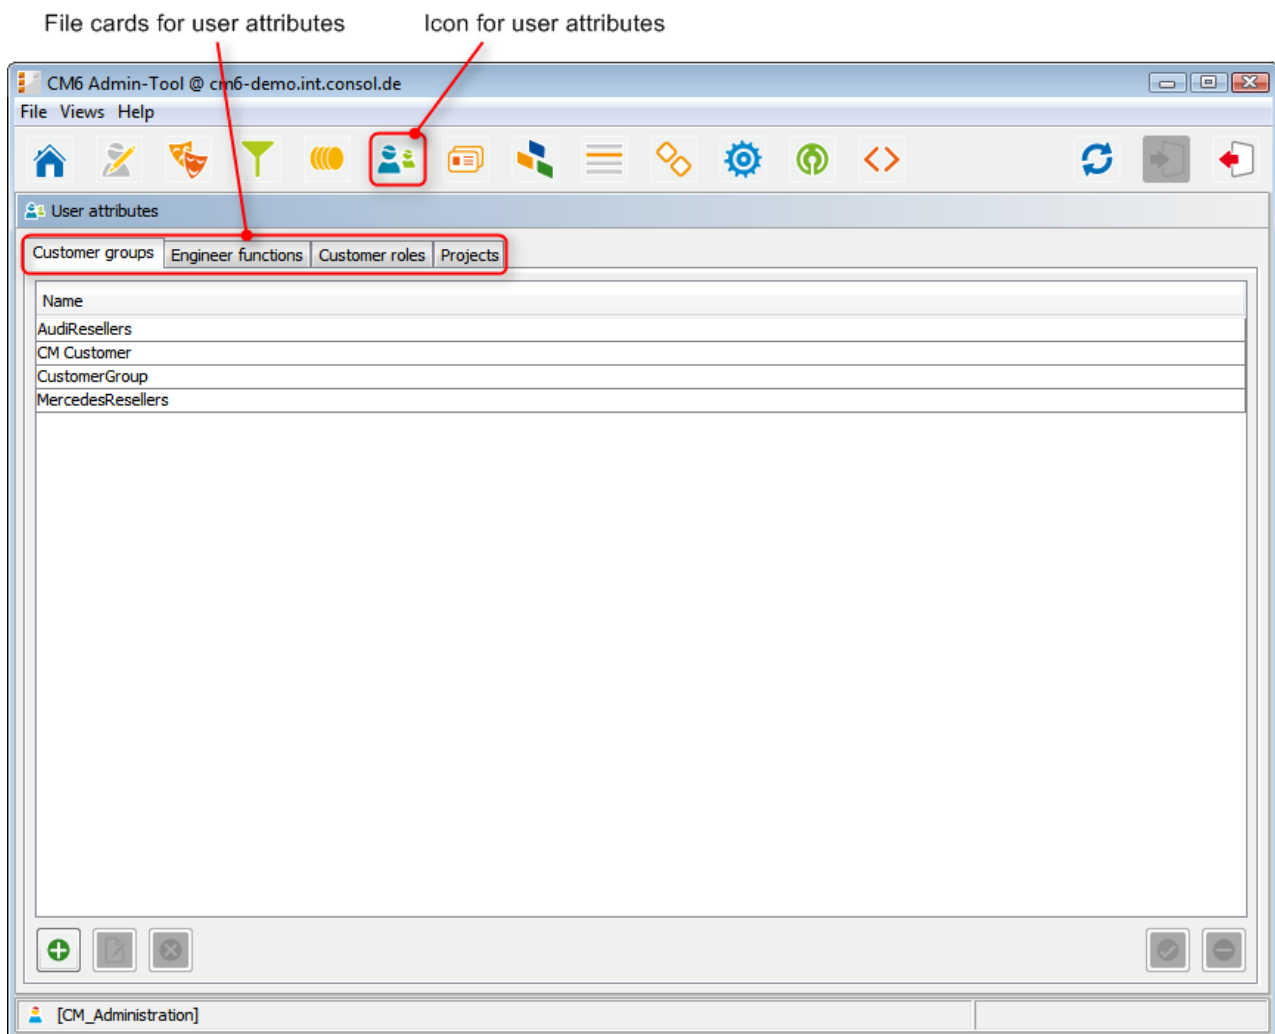 File cards for user attributes Icon for user attributes
CM6 Admin-Tool @ cm6-demo.int.consol.de
File Views Help
User attributes
Customer groups Engineer functions Customer roles Projects
Name
AudiResellers
CM Customer
CustomerGroup
MercedesResellers
[CM_Administration]